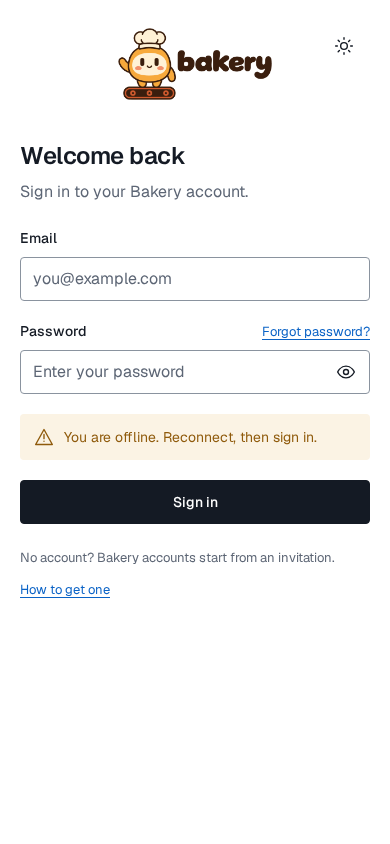 bakery
Welcome back
Sign in to your Bakery account.
Email
you@example.com
Password
Forgot password?
Enter your password
You are offline. Reconnect, then sign in.
Sign in
No account? Bakery accounts start from an invitation.
How to get one